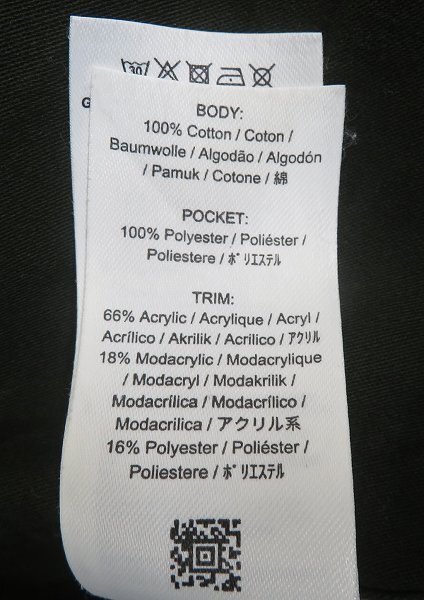 30
G
BODY:
100% Cotton / Coton /
Baumwolle / Algodão / Algodón
/ Pamuk / Cotone / 綿
POCKET:
100% Polyester / Poliéster /
Poliestere / ﾎﾟﾘｴｽﾃﾙ
TRIM:
66% Acrylic / Acrylique / Acryl /
Acrílico / Akrilik / Acrilico / ｱｸﾘﾙ
18% Modacrylic / Modacrylique
/ Modacryl / Modakrilik /
Modacrílica / Modacrílico /
Modacrilica / アクリル系
16% Polyester / Poliéster /
Poliestere / ﾎﾟﾘｴｽﾃﾙ